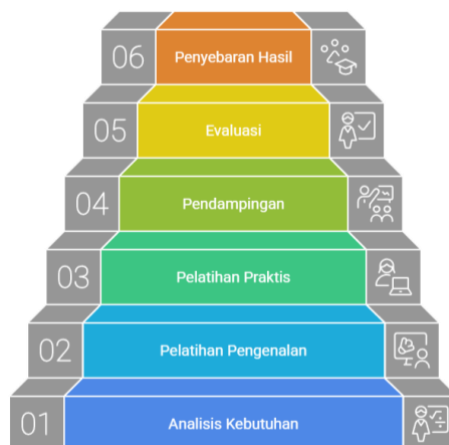 06
Penyebaran Hasil
05
Evaluasi
04
Pendampingan
03
Pelatihan Praktis
02
Pelatihan Pengenalan
01
Analisis Kebutuhan